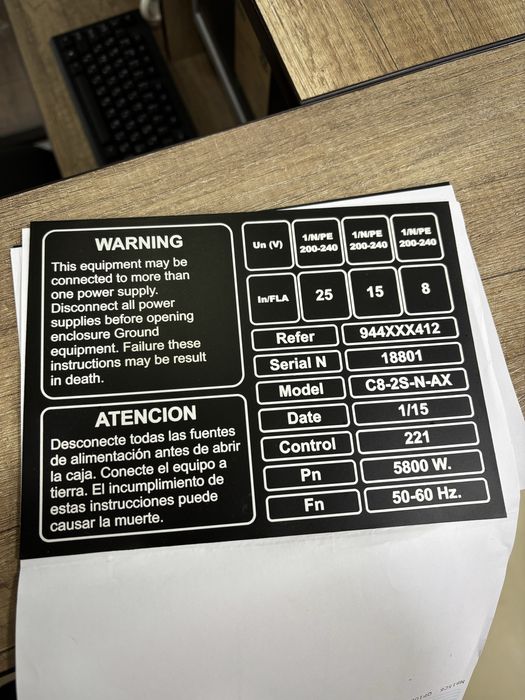 WARNING
This equipment may be
connected to more than
one power supply.
Disconnect all power
supplies before opening
enclosure Ground
equipment. Failure these
instructions may be result
in death.
ATENCION
Desconecte todas las fuentes
de alimentación antes de abrir
la caja. Conecte el equipo a
tierra. El incumplimiento de
estas instrucciones puede
causar la muerte.
Un (V) 1/N/PE 200-240 1/N/PE 200-240 1/N/PE 200-240
In/FLA 25 15 8
Refer 944XXX412
Serial N 18801
Model C8-2S-N-AX
Date 1/15
Control 221
Pn 5800 W.
Fn 50-60 Hz.